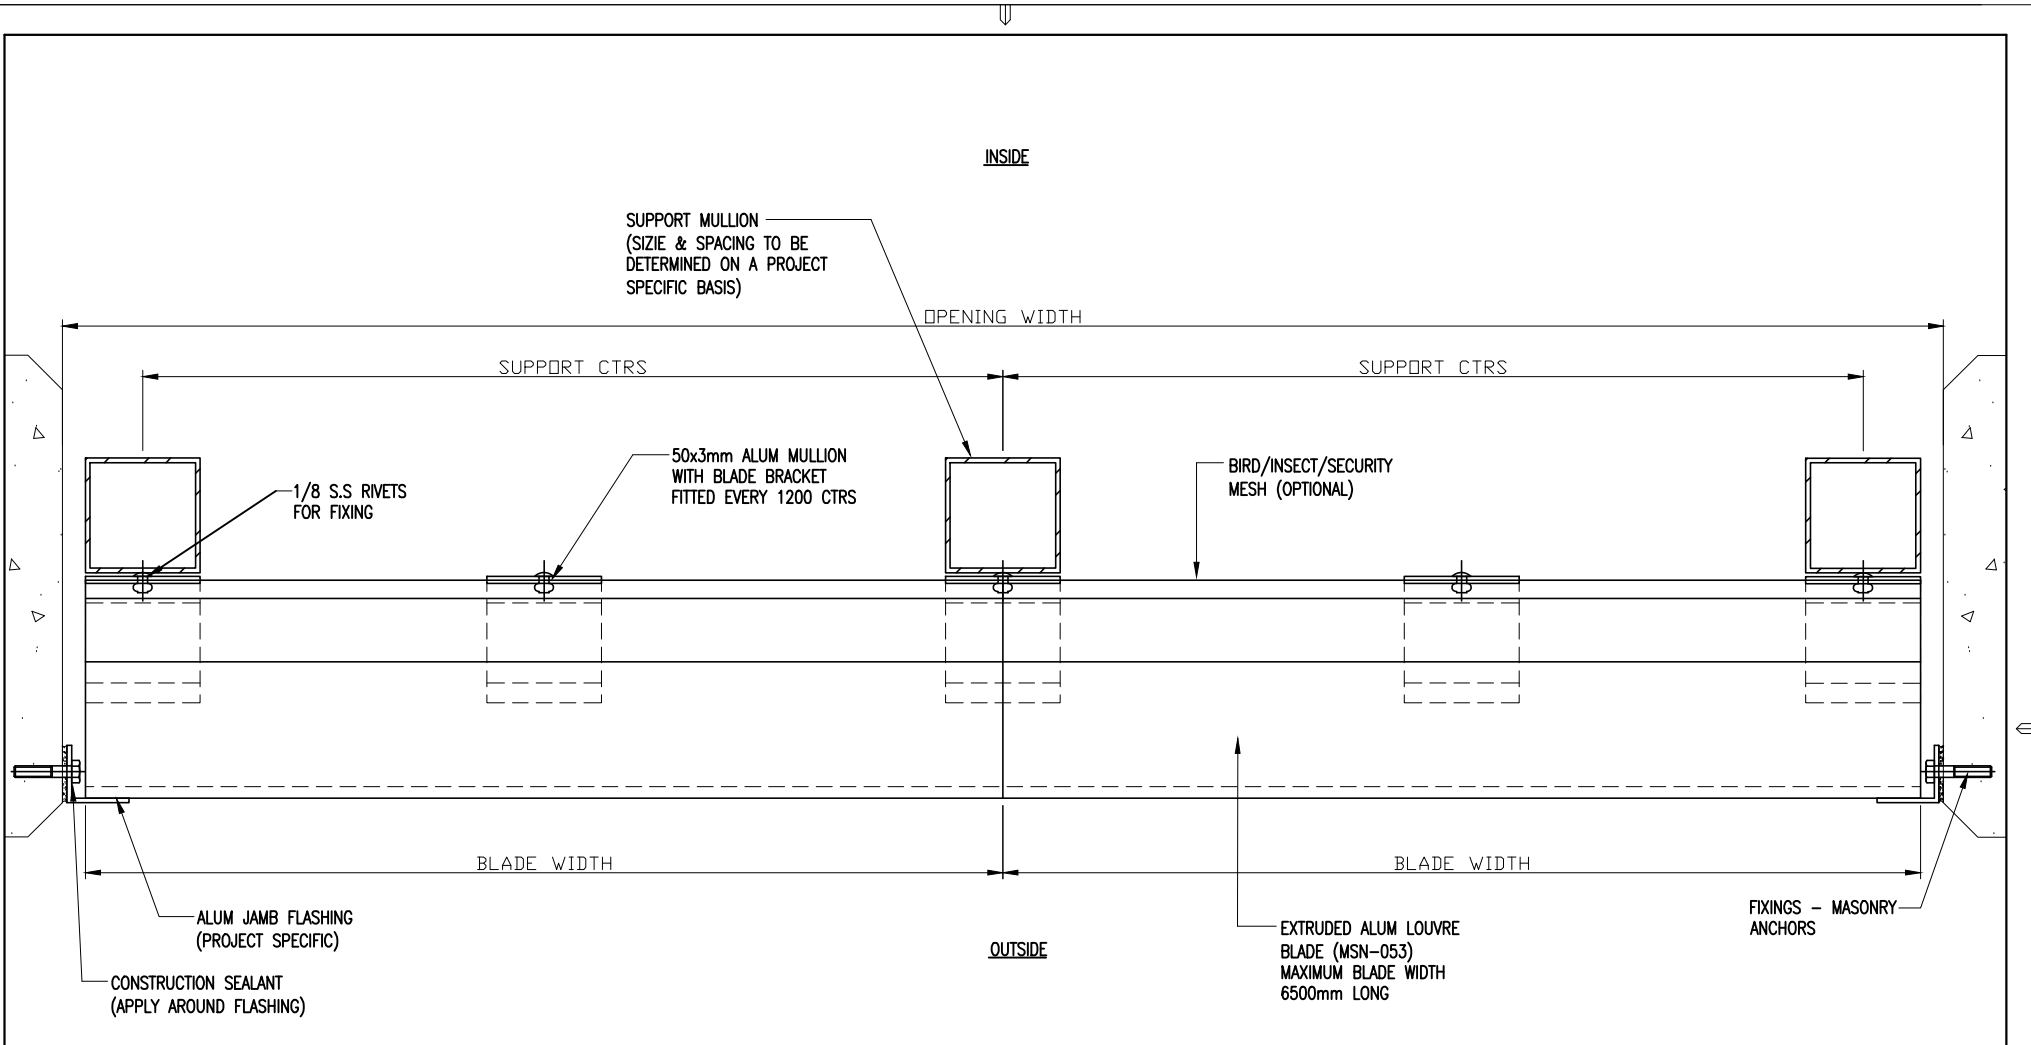 INSIDE
SUPPORT MULLION
(SIZIE & SPACING TO BE
DETERMINED ON A PROJECT
SPECIFIC BASIS)
OPENING WIDTH
SUPPORT CTRS
SUPPORT CTRS
1/8 S.S RIVETS
FOR FIXING
50x3mm ALUM MULLION
WITH BLADE BRACKET
FITTED EVERY 1200 CTRS
BIRD/INSECT/SECURITY
MESH (OPTIONAL)
BLADE WIDTH
BLADE WIDTH
ALUM JAMB FLASHING
(PROJECT SPECIFIC)
CONSTRUCTION SEALANT
(APPLY AROUND FLASHING)
OUTSIDE
EXTRUDED ALUM LOUVRE
BLADE (MSN-053)
MAXIMUM BLADE WIDTH
6500mm LONG
FIXINGS - MASONRY
ANCHORS